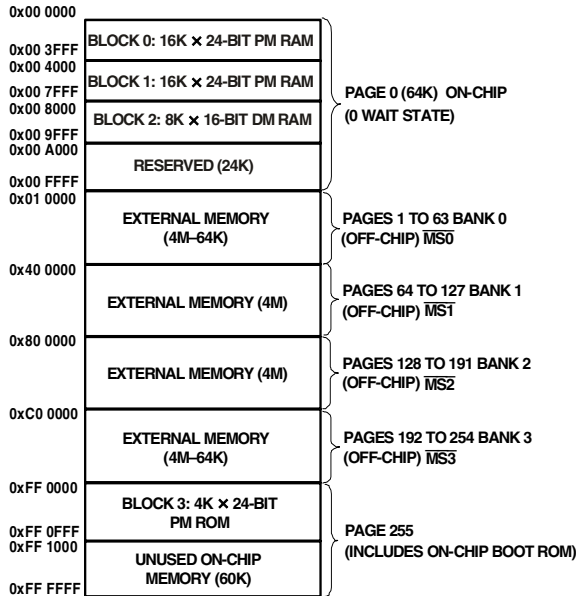 0x00 0000
BLOCK 0: 16K × 24-BIT PM RAM
0x00 3FFF
0x00 4000
BLOCK 1: 16K × 24-BIT PM RAM
0x00 7FFF
0x00 8000
BLOCK 2: 8K × 16-BIT DM RAM
0x00 9FFF
0x00 A000
RESERVED (24K)
0x00 FFFF
PAGE 0 (64K) ON-CHIP
(0 WAIT STATE)
0x01 0000
EXTERNAL MEMORY
(4M–64K)
PAGES 1 TO 63 BANK 0
(OFF-CHIP) MS0
0x40 0000
EXTERNAL MEMORY (4M)
PAGES 64 TO 127 BANK 1
(OFF-CHIP) MS1
0x80 0000
EXTERNAL MEMORY (4M)
PAGES 128 TO 191 BANK 2
(OFF-CHIP) MS2
0xC0 0000
EXTERNAL MEMORY
(4M–64K)
PAGES 192 TO 254 BANK 3
(OFF-CHIP) MS3
0xFF 0000
BLOCK 3: 4K × 24-BIT
PM ROM
0xFF 0FFF
0xFF 1000
UNUSED ON-CHIP
MEMORY (60K)
0xFF FFFF
PAGE 255
(INCLUDES ON-CHIP BOOT ROM)